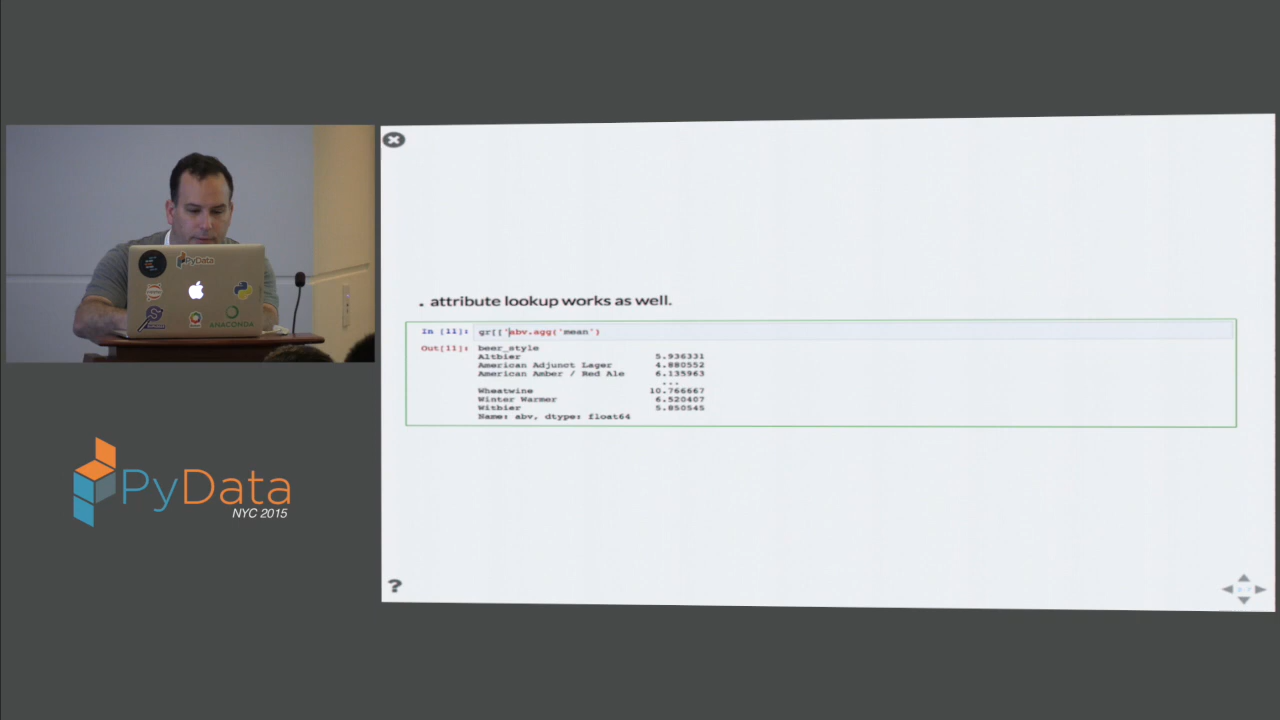 PyData
ANACONDA
. attribute lookup works as well.
In [11]: gr[['abv.agg('mean')
Out[11]: beer_style
Altbier 5.936331
American Adjunct Lager 4.880552
American Amber / Red Ale 6.135963
...
Wheatwine 10.766667
Winter Warmer 6.520407
Witbier 5.850545
Name: abv, dtype: float64
?
PyData
NYC 2015